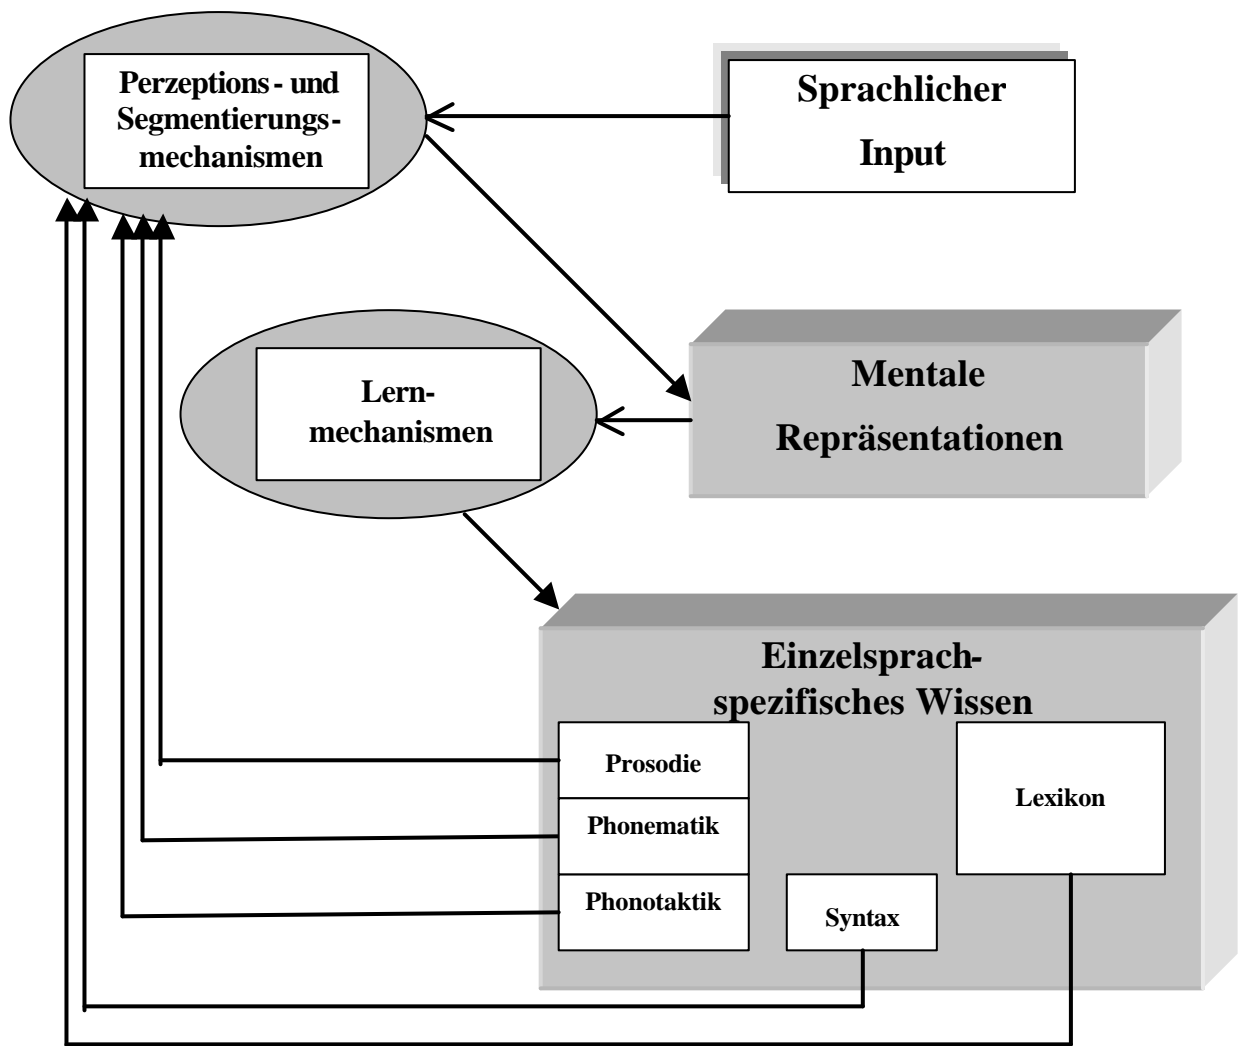 Perzeptions- und
Segmentierungs-
mechanismen
Sprachlicher
Input
Lern-
mechanismen
Mentale
Repräsentationen
Einzelsprach-
spezifisches Wissen
Prosodie
Phonematik
Phonotaktik
Syntax
Lexikon